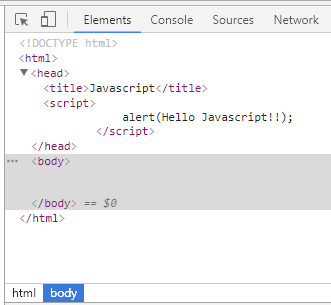 Elements Console Sources Network
<!DOCTYPE html>
<html>
<head>
<title>Javascript</title>
<script>
alert(Hello Javascript!!);
</script>
</head>
... <body>
</body> == $0
</html>
html body